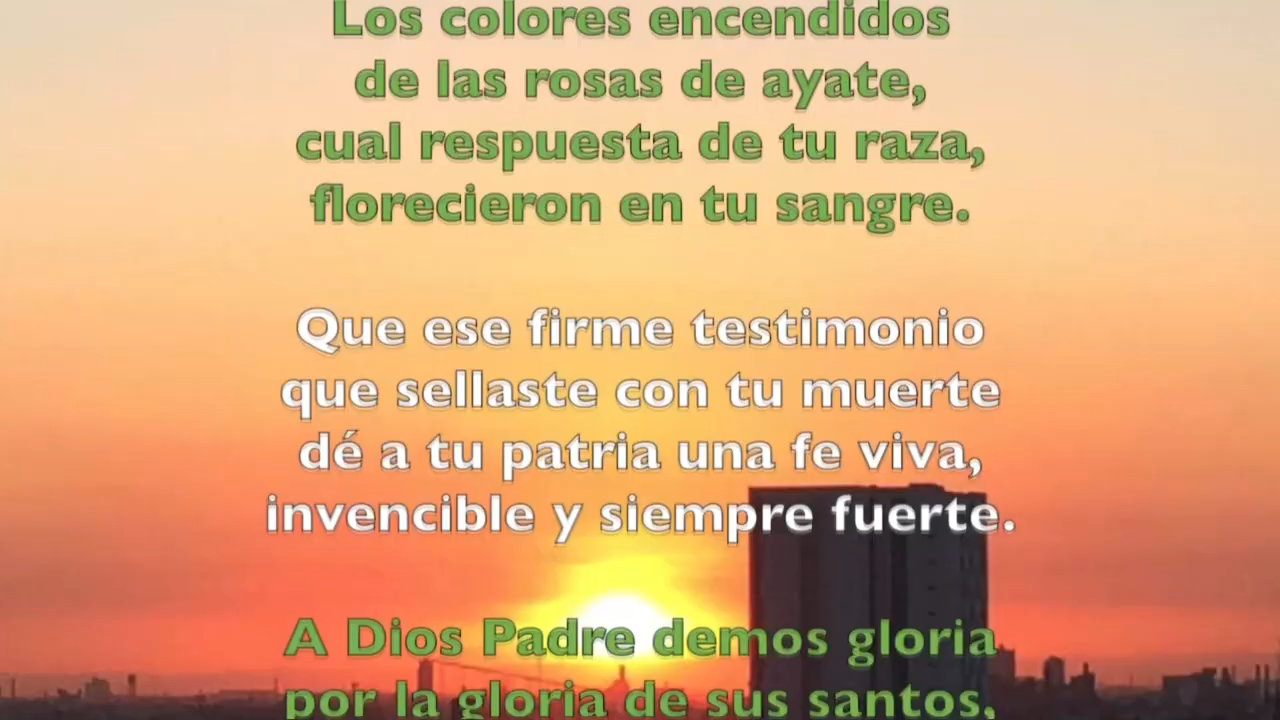 Los colores encendidos
de las rosas de ayate,
cual respuesta de tu raza,
florecieron en tu sangre.
Que ese firme testimonio
que sellaste con tu muerte
dé a tu patria una fe viva,
invencible y siempre fuerte.
A Dios Padre demos gloria
por la gloria de sus santos,